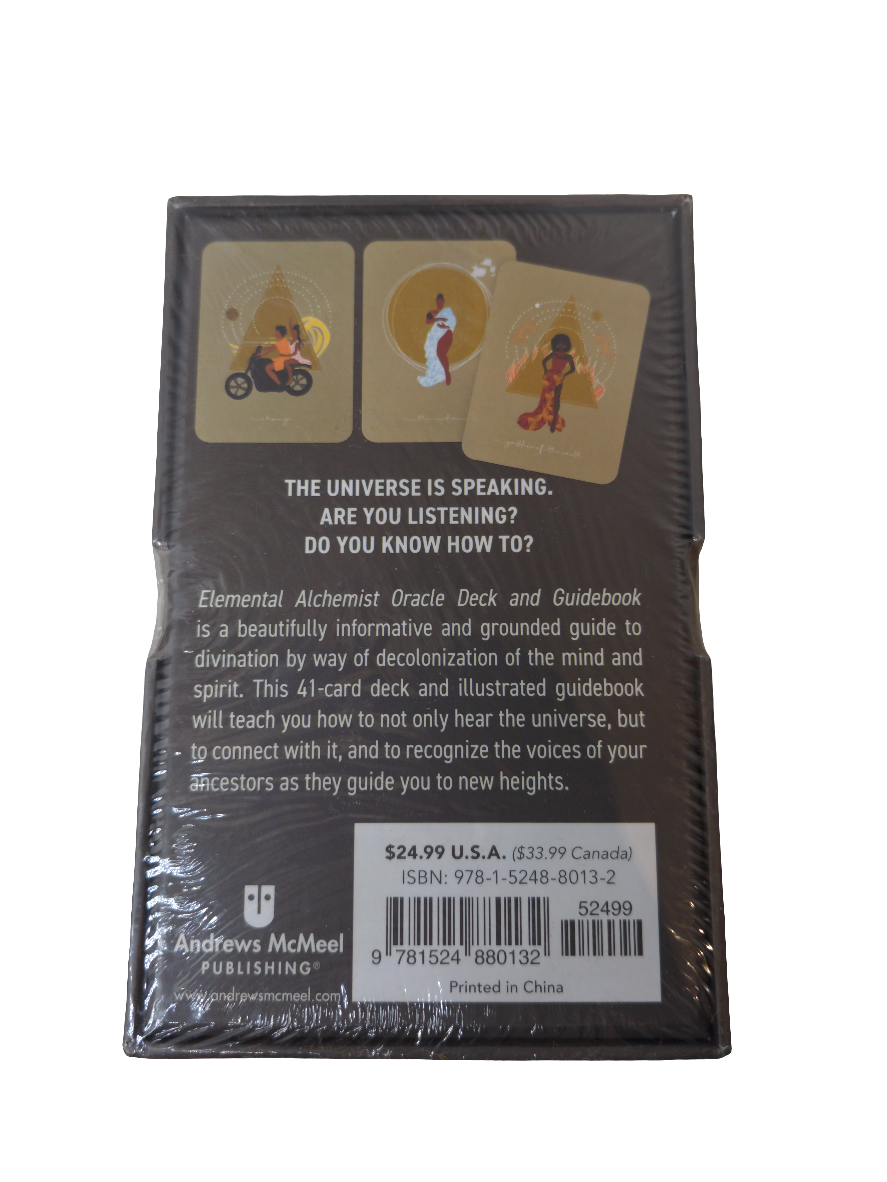 THE UNIVERSE IS SPEAKING.
ARE YOU LISTENING?
DO YOU KNOW HOW TO?
Elemental Alchemist Oracle Deck and Guidebook
is a beautifully informative and grounded guide to
divination by way of decolonization of the mind and
spirit. This 41-card deck and illustrated guidebook
will teach you how to not only hear the universe, but
to connect with it, and to recognize the voices of your
ancestors as they guide you to new heights.
$24.99 U.S.A. ($33.99 Canada)
ISBN: 978-1-5248-8013-2
52499
9 781524 880132
Printed in China
Andrews McMeel
PUBLISHING®
www.andrewsmcmeel.com